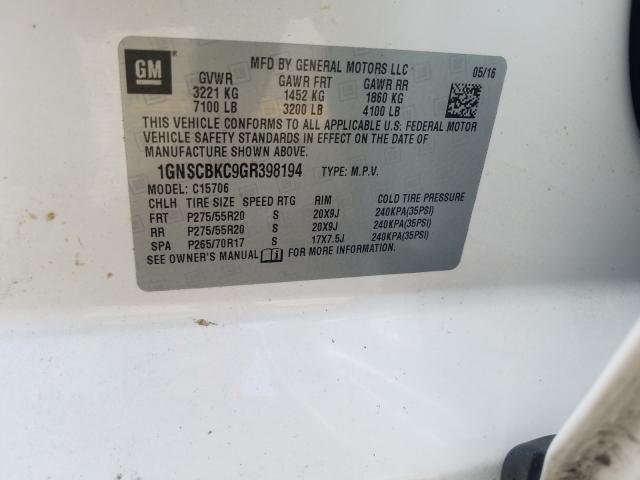 GM
MFD BY GENERAL MOTORS LLC 05/16
GVWR GAWR FRT GAWR RR
3221 KG 1452 KG 1860 KG
7100 LB 3200 LB 4100 LB
THIS VEHICLE CONFORMS TO ALL APPLICABLE U.S. FEDERAL MOTOR
VEHICLE SAFETY STANDARDS IN EFFECT ON THE DATE OF
MANUFACTURE SHOWN ABOVE.
1GNSCBKC9GR398194 TYPE: M.P.V.
MODEL: C15706
CHLH TIRE SIZE SPEED RTG RIM COLD TIRE PRESSURE
FRT P275/55R20 S 20X9J 240KPA(35PSI)
RR P275/55R20 S 20X9J 240KPA(35PSI)
SPA P265/70R17 S 17X7.5J 240KPA(35PSI)
SEE OWNER'S MANUAL FOR MORE INFORMATION.